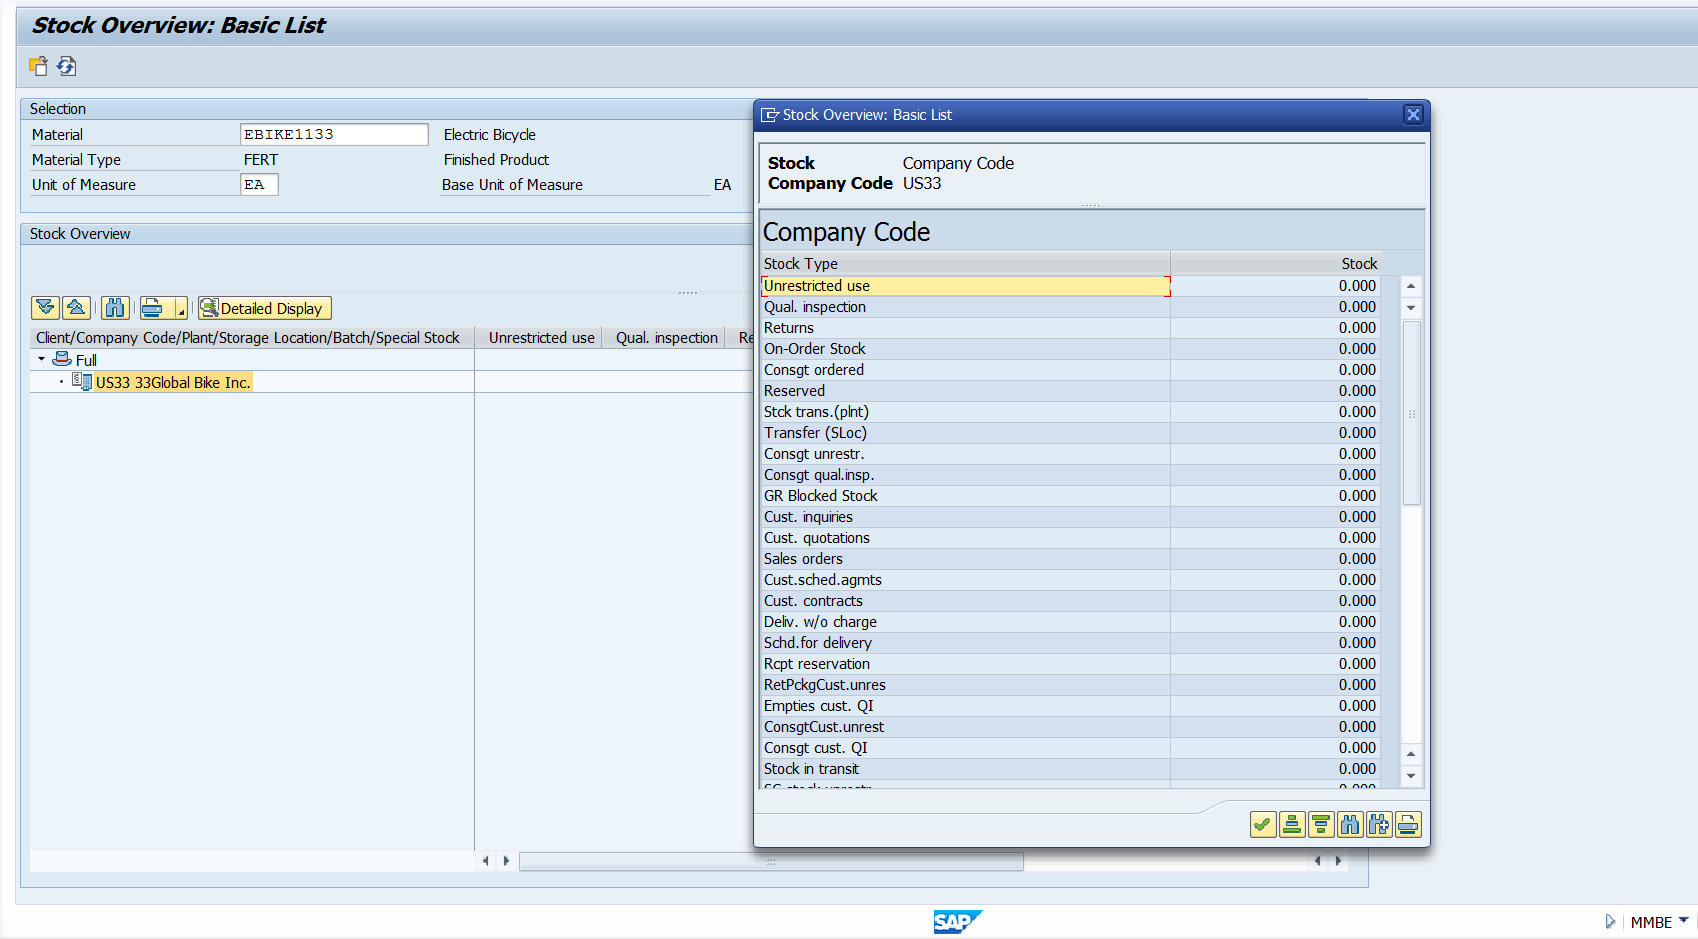 Stock Overview: Basic List
Selection
Material EBIKE1133 Electric Bicycle
Material Type FERT Finished Product
Unit of Measure EA Base Unit of Measure EA
Stock Overview
Detailed Display
Client/Company Code/Plant/Storage Location/Batch/Special Stock Unrestricted use Qual. inspection Re
Full
US33 33Global Bike Inc.
Stock Overview: Basic List
Stock Company Code
Company Code US33
Company Code
Stock Type Stock
Unrestricted use 0.000
Qual. inspection 0.000
Returns 0.000
On-Order Stock 0.000
Consgt ordered 0.000
Reserved 0.000
Stck trans.(plnt) 0.000
Transfer (SLoc) 0.000
Consgt unrestr. 0.000
Consgt qual.insp. 0.000
GR Blocked Stock 0.000
Cust. inquiries 0.000
Cust. quotations 0.000
Sales orders 0.000
Cust.sched.agmts 0.000
Cust. contracts 0.000
Deliv. w/o charge 0.000
Schd.for delivery 0.000
Rcpt reservation 0.000
RetPckgCust.unres 0.000
Empties cust. QI 0.000
ConsgtCust.unrest 0.000
Consgt cust. QI 0.000
Stock in transit 0.000
SAP
MMBE